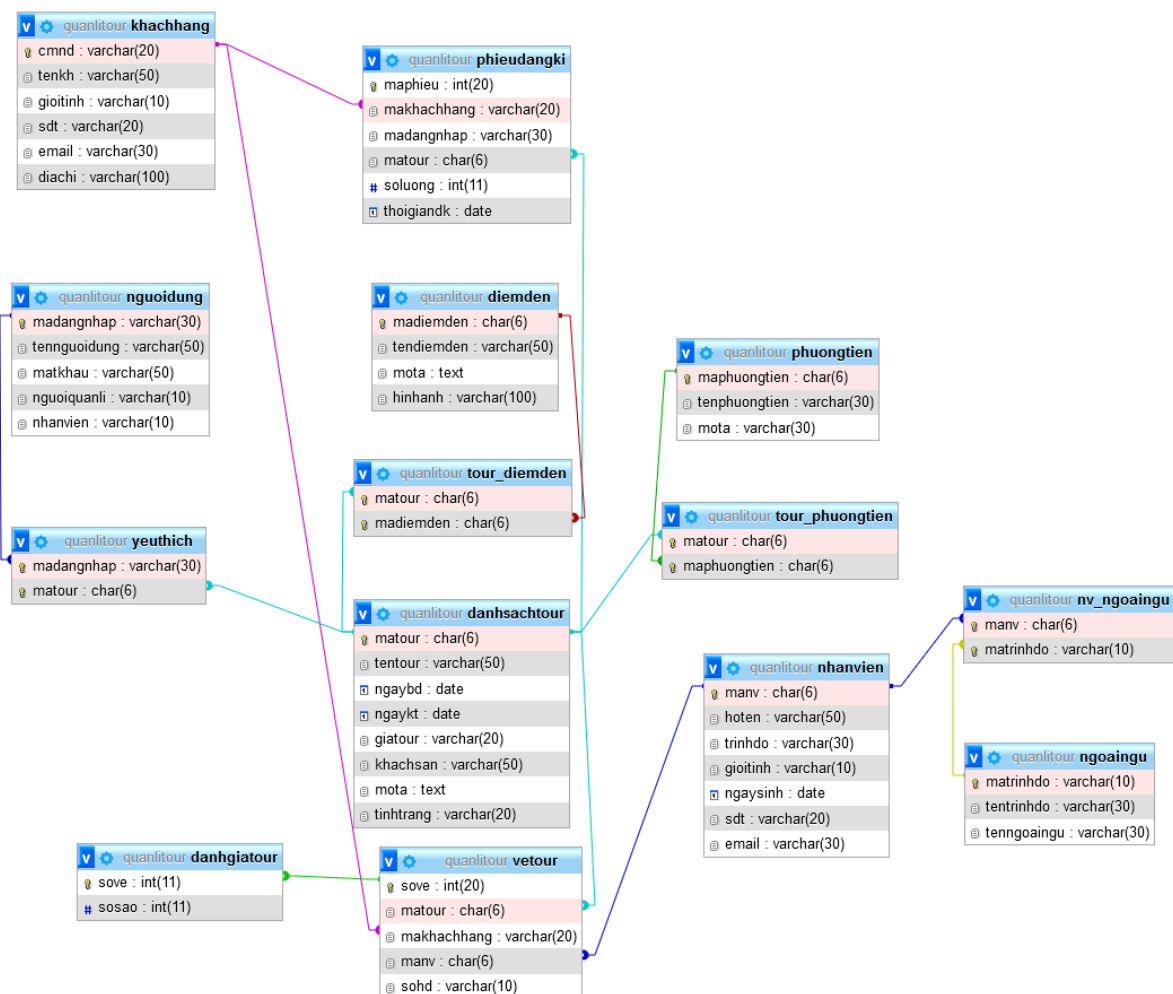 quanlitour khachhang
cmnd : varchar(20)
tenkh : varchar(50)
gioitinh : varchar(10)
sdt : varchar(20)
email : varchar(30)
diachi : varchar(100)
quanlitour phieudangki
maphieu : int(20)
makhachhang : varchar(20)
madangnhap : varchar(30)
matour : char(6)
# soluong : int(11)
thoigiandk : date
quanlitour nguoidung
madangnhap : varchar(30)
tennguoidung : varchar(50)
matkhau : varchar(50)
nguoiquanli : varchar(10)
nhanvien : varchar(10)
quanlitour diemden
madiemden : char(6)
tendiemden : varchar(50)
mota : text
hinhanh : varchar(100)
quanlitour phuongtien
maphuongtien : char(6)
tenphuongtien : varchar(30)
mota : varchar(30)
quanlitour tour_diemden
matour : char(6)
madiemden : char(6)
quanlitour tour_phuongtien
matour : char(6)
maphuongtien : char(6)
quanlitour yeuthich
madangnhap : varchar(30)
matour : char(6)
quanlitour danhsachtour
matour : char(6)
tentour : varchar(50)
ngaybd : date
ngaykt : date
giatour : varchar(20)
khachsan : varchar(50)
mota : text
tinhtrang : varchar(20)
quanlitour nv_ngoaingu
manv : char(6)
matrinhdo : varchar(10)
quanlitour nhanvien
manv : char(6)
hoten : varchar(50)
trinhdo : varchar(30)
gioitinh : varchar(10)
ngaysinh : date
sdt : varchar(20)
email : varchar(30)
quanlitour ngoaingu
matrinhdo : varchar(10)
tentrinhdo : varchar(30)
tenngoaingu : varchar(30)
quanlitour danhgiatour
sove : int(11)
# sosao : int(11)
quanlitour vetour
sove : int(20)
matour : char(6)
makhachhang : varchar(20)
manv : char(6)
sohd : varchar(10)